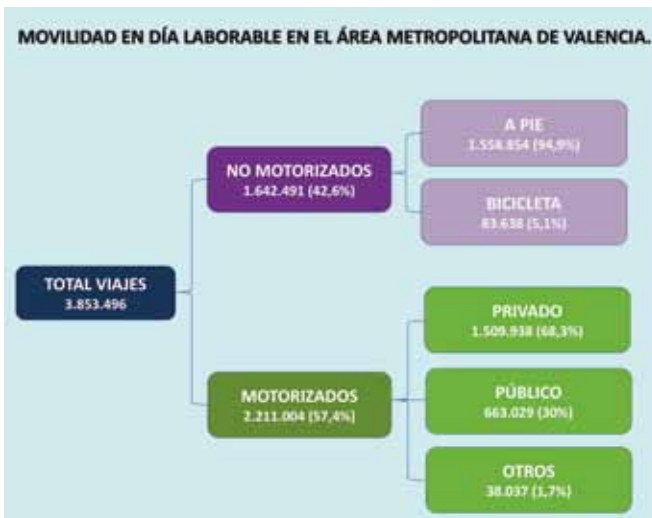 MOVILIDAD EN DÍA LABORABLE EN EL ÁREA METROPOLITANA DE VALENCIA.
A PIE
1.558.854 (94,9%)
NO MOTORIZADOS
1.642.491 (42,6%)
BICICLETA
83.638 (5,1%)
TOTAL VIAJES
3.853.496
PRIVADO
1.509.938 (68,3%)
MOTORIZADOS
2.211.004 (57,4%)
PÚBLICO
663.029 (30%)
OTROS
38.037 (1,7%)